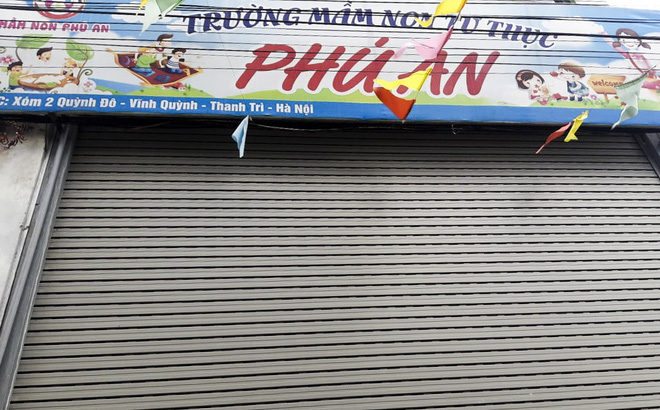 TRƯỜNG MẦM NON TƯ THỤC
MẦM NON PHÚ AN
PHÚ AN
welcome
C: Xóm 2 Quỳnh Đô - Vĩnh Quỳnh - Thanh Trì - Hà Nội